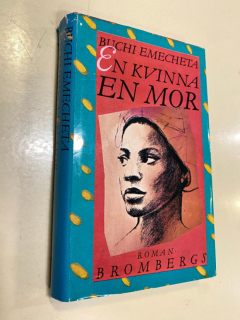 BUCHI EMECHETA
EN KVINNA
EN MOR
ROMAN
BROMBERGS
BUCHI EMECHETA